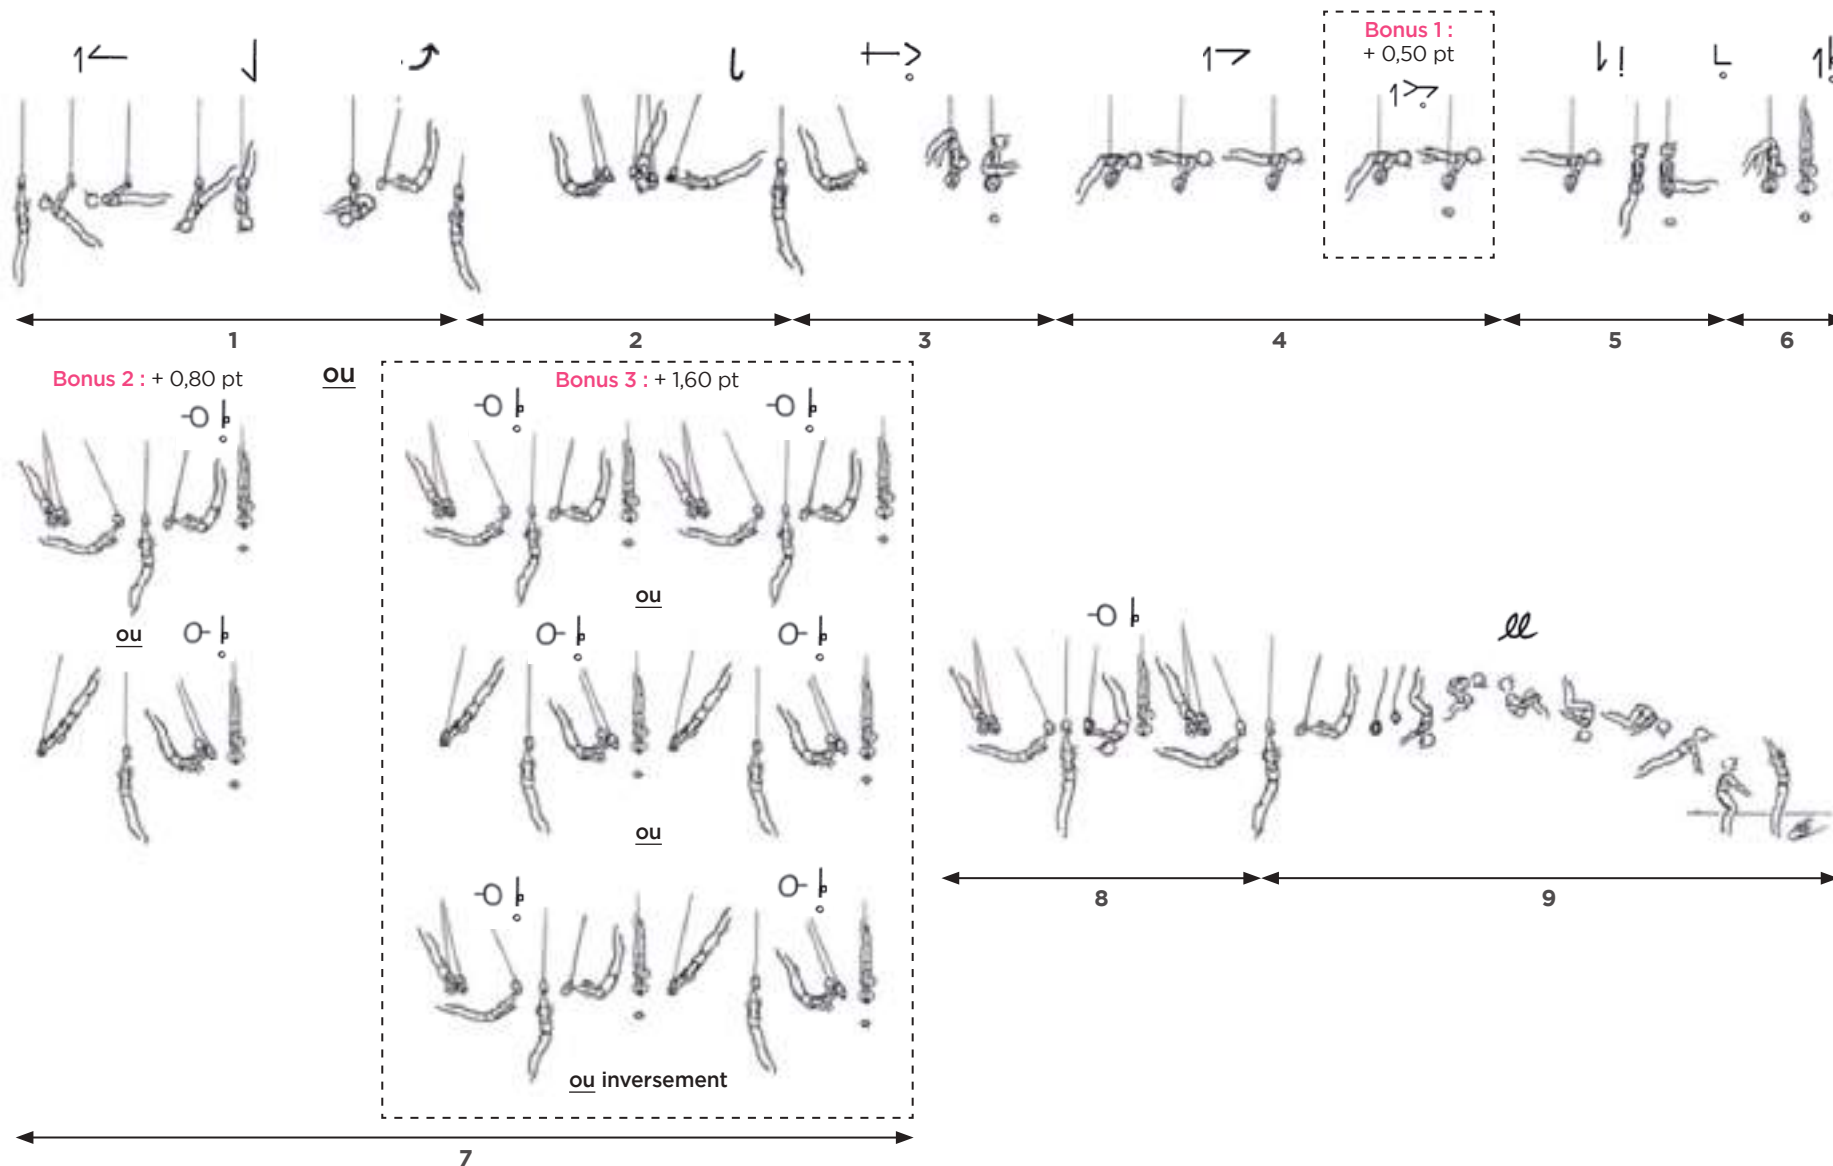 Bonus 1 :
+ 0,50 pt
1
2
3
4
5
6
Bonus 2 : + 0,80 pt
ou
Bonus 3 : + 1,60 pt
ou
ou
ou
ou inversement
7
8
9